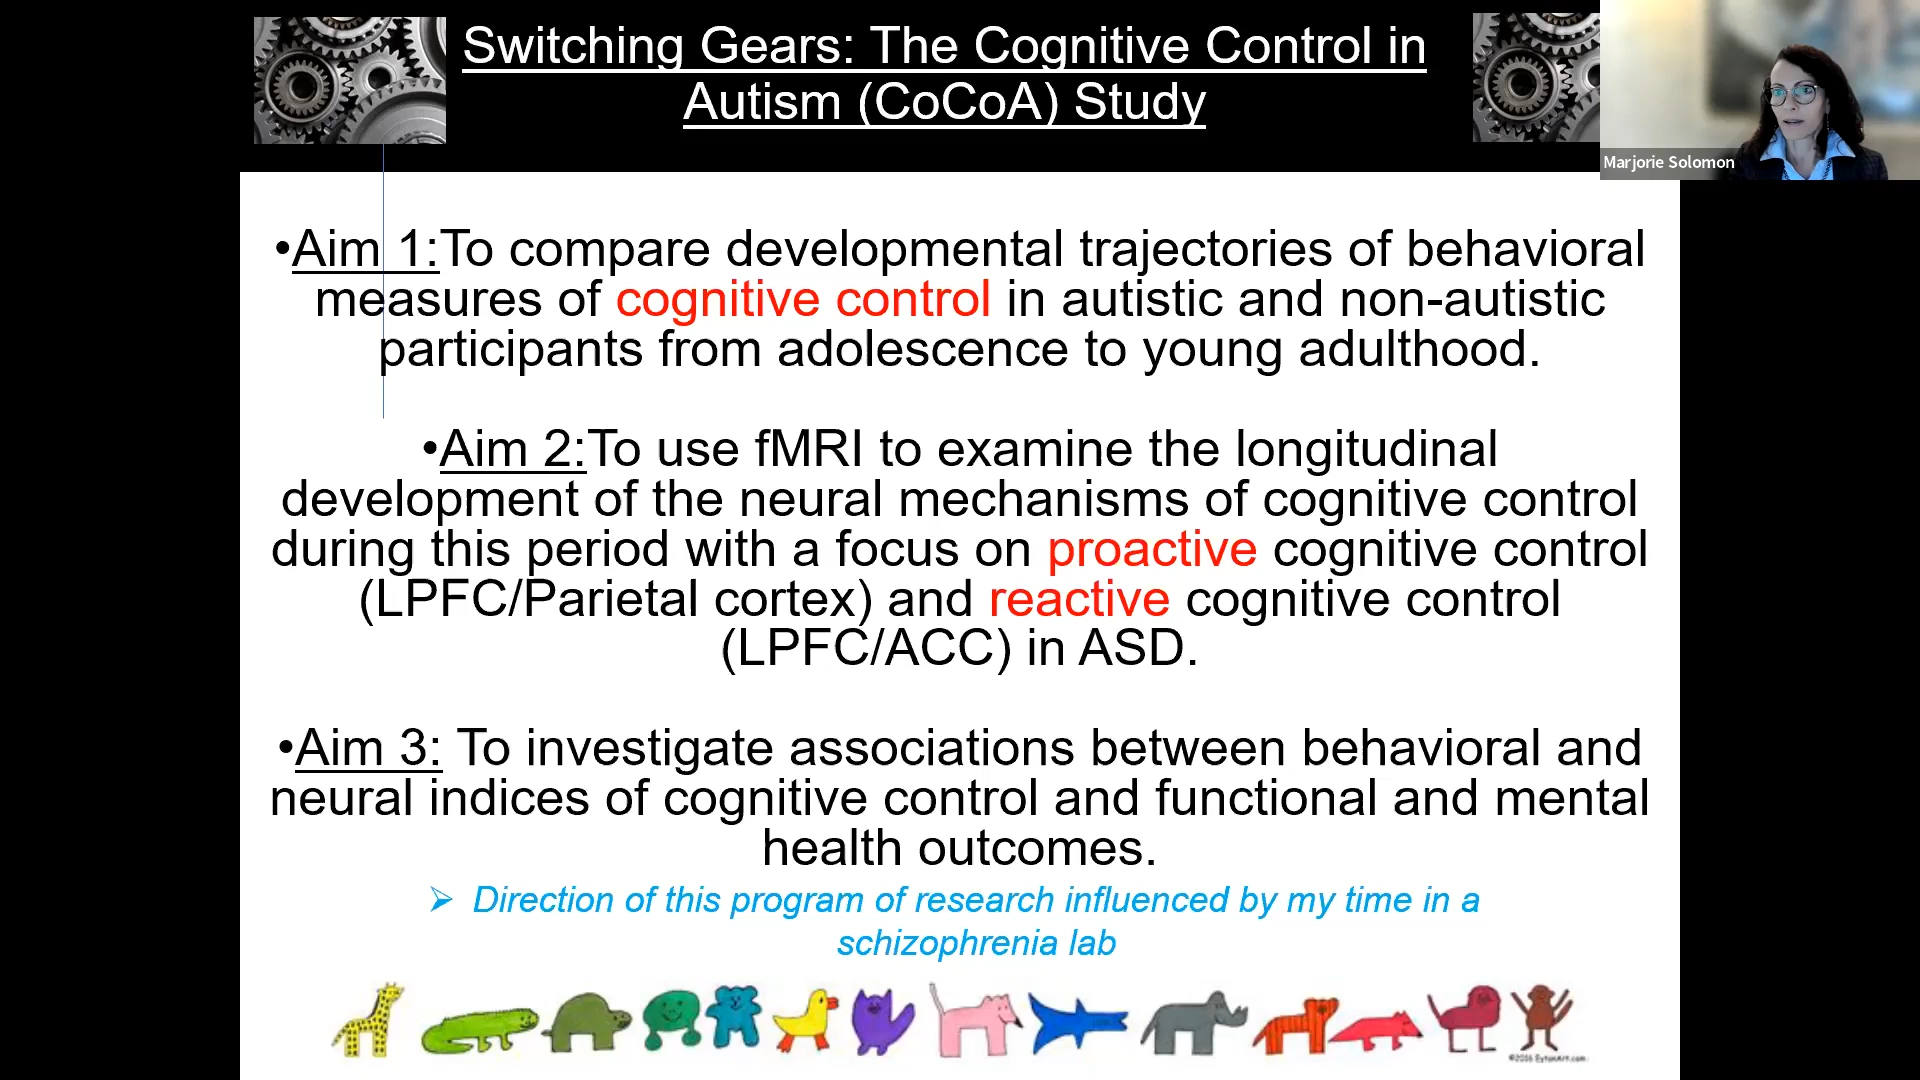 Switching Gears: The Cognitive Control in
Autism (CoCoA) Study
Marjorie Solomon
•Aim 1:To compare developmental trajectories of behavioral
measures of cognitive control in autistic and non-autistic
participants from adolescence to young adulthood.
•Aim 2:To use fMRI to examine the longitudinal
development of the neural mechanisms of cognitive control
during this period with a focus on proactive cognitive control
(LPFC/Parietal cortex) and reactive cognitive control
(LPFC/ACC) in ASD.
•Aim 3: To investigate associations between behavioral and
neural indices of cognitive control and functional and mental
health outcomes.
➢ Direction of this program of research influenced by my time in a
schizophrenia lab
©2016 EytonArt.com